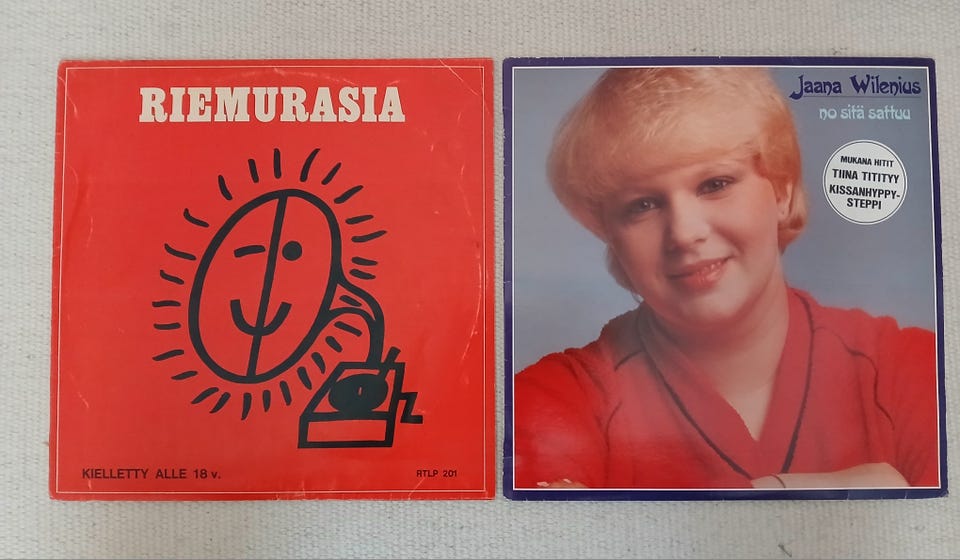 RIEMURASIA
KIELLETTY ALLE 18 v.
RTLP 201
Jaana Wilenius
no sitä sattuu
MUKANA HITIT
TIINA TITITYY
KISSANHYPPY-
STEPPI